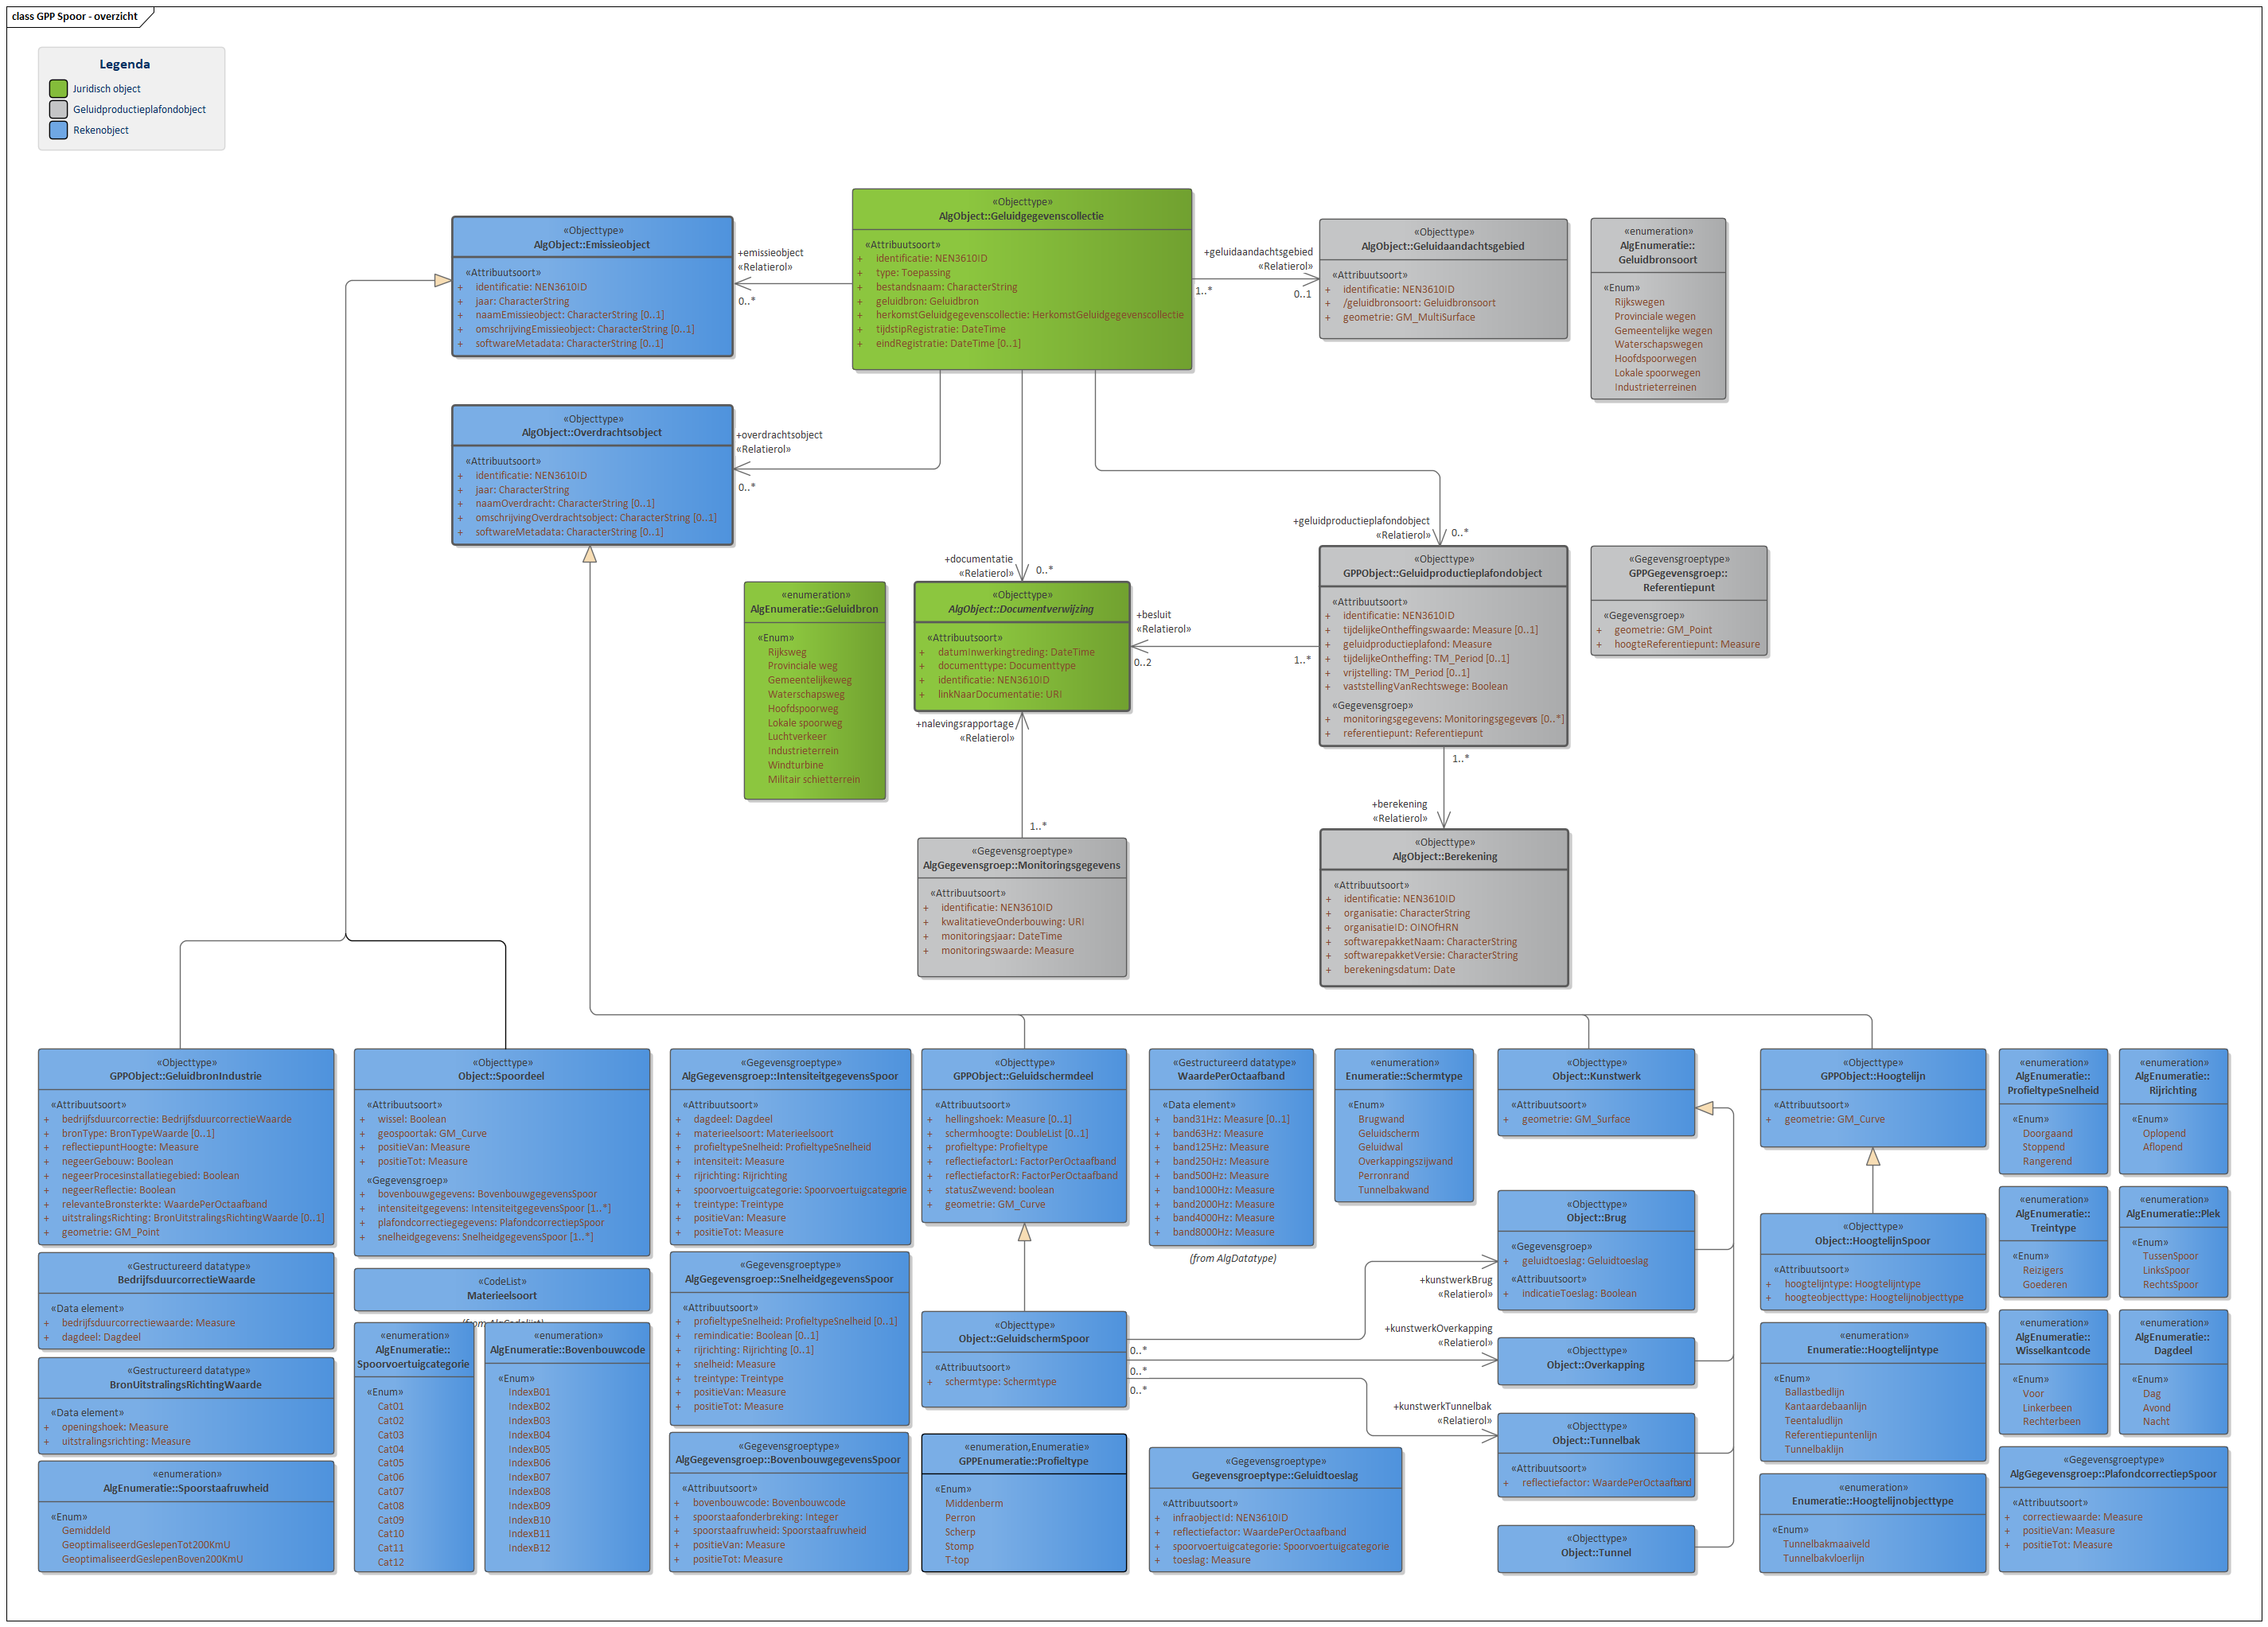 class GPP Spoor - overzicht
Legenda
Juridisch object
Geluidproductieplafondobject
Rekenobject
«Objecttype»
AlgObject::Emissieobject
«Attribuutsoort»
+ identificatie: NEN3610ID
+ jaar: CharacterString
+ naamEmissieobject: CharacterString [0..1]
+ omschrijvingEmissieobject: CharacterString [0..1]
+ softwareMetadata: CharacterString [0..1]
+emissieobject
«Relatierol»
0..*
«Objecttype»
AlgObject::Geluidgegevenscollectie
«Attribuutsoort»
+ identificatie: NEN3610ID
+ type: Toepassing
+ bestandsnaam: CharacterString
+ geluidbron: Geluidbron
+ herkomstGeluidgegevenscollectie: HerkomstGeluidgegevenscollectie
+ tijdstipRegistratie: DateTime
+ eindRegistratie: DateTime [0..1]
+geluidaandachtsgebied
«Relatierol»
1..*
0..1
«Objecttype»
AlgObject::Geluidaandachtsgebied
«Attribuutsoort»
+ identificatie: NEN3610ID
+ /geluidbronsoort: Geluidbronsoort
+ geometrie: GM_MultiSurface
«enumeration»
AlgEnumeratie::
Geluidbronsoort
«Enum»
Rijkswegen
Provinciale wegen
Gemeentelijke wegen
Waterschapswegen
Hoofdspoorwegen
Lokale spoorwegen
Industrieterreinen
«Objecttype»
AlgObject::Overdrachtsobject
«Attribuutsoort»
+ identificatie: NEN3610ID
+ jaar: CharacterString
+ naamOverdracht: CharacterString [0..1]
+ omschrijvingOverdrachtsobject: CharacterString [0..1]
+ softwareMetadata: CharacterString [0..1]
+overdrachtsobject
«Relatierol»
0..*
+documentatie
«Relatierol»
0..*
+geluidproductieplafondobject
«Relatierol»
0..*
«enumeration»
AlgEnumeratie::Geluidbron
«Enum»
Rijksweg
Provinciale weg
Gemeentelijkeweg
Waterschapsweg
Hoofdspoorweg
Lokale spoorweg
Luchtverkeer
Industrieterrein
Windturbine
Militair schietterrein
«Objecttype»
AlgObject::Documentverwijzing
«Attribuutsoort»
+ datumInwerkingtreding: DateTime
+ documenttype: Documenttype
+ identificatie: NEN3610ID
+ linkNaarDocumentatie: URI
+besluit
«Relatierol»
0..2
1..*
«Objecttype»
GPPObject::Geluidproductieplafondobject
«Attribuutsoort»
+ identificatie: NEN3610ID
+ tijdelijkeOntheffingswaarde: Measure [0..1]
+ geluidproductieplafond: Measure
+ tijdelijkeOntheffing: TM_Period [0..1]
+ vrijstelling: TM_Period [0..1]
+ vaststellingVanRechtswege: Boolean
«Gegevensgroep»
+ monitoringsgegevens: Monitoringsgegevens [0..*]
+ referentiepunt: Referentiepunt
«Gegevensgroeptype»
GPPGegevensgroep::
Referentiepunt
«Gegevensgroep»
+ geometrie: GM_Point
+ hoogteReferentiepunt: Measure
+nalevingsrapportage
«Relatierol»
1..*
1..*
+berekening
«Relatierol»
«Gegevensgroeptype»
AlgGegevensgroep::Monitoringsgegevens
«Attribuutsoort»
+ identificatie: NEN3610ID
+ kwalitatieveOnderbouwing: URI
+ monitoringsjaar: DateTime
+ monitoringswaarde: Measure
«Objecttype»
AlgObject::Berekening
«Attribuutsoort»
+ identificatie: NEN3610ID
+ organisatie: CharacterString
+ organisatieID: OINOfHRN
+ softwarepakketNaam: CharacterString
+ softwarepakketVersie: CharacterString
+ berekeningsdatum: Date
«Objecttype»
GPPObject::GeluidbronIndustrie
«Attribuutsoort»
+ bedrijfsduurcorrectie: BedrijfsduurcorrectieWaarde
+ bronType: BronTypeWaarde [0..1]
+ reflectiepuntHoogte: Measure
+ negeerGebouw: Boolean
+ negeerProcesinstallatiegebied: Boolean
+ negeerReflectie: Boolean
+ relevanteBronsterkte: WaardePerOctaafband
+ uitstralingsRichting: BronUitstralingsRichtingWaarde [0..1]
+ geometrie: GM_Point
«Gestructureerd datatype»
BedrijfsduurcorrectieWaarde
«Data element»
+ bedrijfsduurcorrectiewaarde: Measure
+ dagdeel: Dagdeel
«Gestructureerd datatype»
BronUitstralingsRichtingWaarde
«Data element»
+ openingshoek: Measure
+ uitstralingsrichting: Measure
«enumeration»
AlgEnumeratie::Spoorstaafruwheid
«Enum»
Gemiddeld
GeoptimaliseerdGeslepenTot200KmU
GeoptimaliseerdGeslepenBoven200KmU
«Objecttype»
Object::Spoordeel
«Attribuutsoort»
+ wissel: Boolean
+ geospoortak: GM_Curve
+ positieVan: Measure
+ positieTot: Measure
«Gegevensgroep»
+ bovenbouwgegevens: BovenbouwgegevensSpoor
+ intensiteitgegevens: IntensiteitgegevensSpoor [1..*]
+ plafondcorrectiegegevens: PlafondcorrectiepSpoor
+ snelheidgegevens: SnelheidgegevensSpoor [1..*]
«CodeList»
Materieelsoort
(from AlgCodelijst)
«enumeration»
AlgEnumeratie::
Spoorvoertuigcategorie
«Enum»
Cat01
Cat02
Cat03
Cat04
Cat05
Cat06
Cat07
Cat08
Cat09
Cat10
Cat11
Cat12
«enumeration»
AlgEnumeratie::Bovenbouwcode
«Enum»
IndexB01
IndexB02
IndexB03
IndexB04
IndexB05
IndexB06
IndexB07
IndexB08
IndexB09
IndexB10
IndexB11
IndexB12
«Gegevensgroeptype»
AlgGegevensgroep::IntensiteitgegevensSpoor
«Attribuutsoort»
+ dagdeel: Dagdeel
+ materieelsoort: Materieelsoort
+ profieltypeSnelheid: ProfieltypeSnelheid
+ intensiteit: Measure
+ rijrichting: Rijrichting
+ spoorvoertuigcategorie: Spoorvoertuigcategorie
+ treintype: Treintype
+ positieVan: Measure
+ positieTot: Measure
«Gegevensgroeptype»
AlgGegevensgroep::SnelheidgegevensSpoor
«Attribuutsoort»
+ profieltypeSnelheid: ProfieltypeSnelheid [0..1]
+ remindicatie: Boolean [0..1]
+ rijrichting: Rijrichting [0..1]
+ snelheid: Measure
+ treintype: Treintype
+ positieVan: Measure
+ positieTot: Measure
«Gegevensgroeptype»
AlgGegevensgroep::BovenbouwgegevensSpoor
«Attribuutsoort»
+ bovenbouwcode: Bovenbouwcode
+ spoorstaafonderbreking: Integer
+ spoorstaafruwheid: Spoorstaafruwheid
+ positieVan: Measure
+ positieTot: Measure
«Objecttype»
GPPObject::Geluidschermdeel
«Attribuutsoort»
+ hellingshoek: Measure [0..1]
+ schermhoogte: DoubleList [0..1]
+ profieltype: Profieltype
+ reflectiefactorL: FactorPerOctaafband
+ reflectiefactorR: FactorPerOctaafband
+ statusZwevend: boolean
+ geometrie: GM_Curve
«Objecttype»
Object::GeluidschermSpoor
«Attribuutsoort»
+ schermtype: Schermtype
0..*
0..*
0..*
«enumeration,Enumeratie»
GPPEnumeratie::Profieltype
«Enum»
Middenberm
Perron
Scherp
Stomp
T-top
«Gestructureerd datatype»
WaardePerOctaafband
«Data element»
+ band31Hz: Measure [0..1]
+ band63Hz: Measure
+ band125Hz: Measure
+ band250Hz: Measure
+ band500Hz: Measure
+ band1000Hz: Measure
+ band2000Hz: Measure
+ band4000Hz: Measure
+ band8000Hz: Measure
(from AlgDatatype)
«enumeration»
Enumeratie::Schermtype
«Enum»
Brugwand
Geluidscherm
Geluidwal
Overkappingszijwand
Perronrand
Tunnelbakwand
+kunstwerkBrug
«Relatierol»
+kunstwerkOverkapping
«Relatierol»
+kunstwerkTunnelbak
«Relatierol»
«Gegevensgroeptype»
Gegevensgroeptype::Geluidtoeslag
«Attribuutsoort»
+ infraobjectId: NEN3610ID
+ reflectiefactor: WaardePerOctaafband
+ spoorvoertuigcategorie: Spoorvoertuigcategorie
+ toeslag: Measure
«Objecttype»
Object::Kunstwerk
«Attribuutsoort»
+ geometrie: GM_Surface
«Objecttype»
Object::Brug
«Gegevensgroep»
+ geluidtoeslag: Geluidtoeslag
«Attribuutsoort»
+ indicatieToeslag: Boolean
«Objecttype»
Object::Overkapping
«Objecttype»
Object::Tunnelbak
«Attribuutsoort»
+ reflectiefactor: WaardePerOctaafband
«Objecttype»
Object::Tunnel
«Objecttype»
GPPObject::Hoogtelijn
«Attribuutsoort»
+ geometrie: GM_Curve
«Objecttype»
Object::HoogtelijnSpoor
«Attribuutsoort»
+ hoogtelijntype: Hoogtelijntype
+ hoogteobjecttype: Hoogtelijnobjecttype
«enumeration»
Enumeratie::Hoogtelijntype
«Enum»
Ballastbedlijn
Kantaardebaanlijn
Teentaludlijn
Referentiepuntenlijn
Tunnelbaklijn
«enumeration»
Enumeratie::Hoogtelijnobjecttype
«Enum»
Tunnelbakmaaiveld
Tunnelbakvloerlijn
«enumeration»
AlgEnumeratie::
ProfieltypeSnelheid
«Enum»
Doorgaand
Stoppend
Rangerend
«enumeration»
AlgEnumeratie::
Rijrichting
«Enum»
Oplopend
Aflopend
«enumeration»
AlgEnumeratie::
Treintype
«Enum»
Reizigers
Goederen
«enumeration»
AlgEnumeratie::Plek
«Enum»
TussenSpoor
LinksSpoor
RechtsSpoor
«enumeration»
AlgEnumeratie::
Wisselkantcode
«Enum»
Voor
Linkerbeen
Rechterbeen
«enumeration»
AlgEnumeratie::
Dagdeel
«Enum»
Dag
Avond
Nacht
«Gegevensgroeptype»
AlgGegevensgroep::PlafondcorrectiepSpoor
«Attribuutsoort»
+ correctiewaarde: Measure
+ positieVan: Measure
+ positieTot: Measure